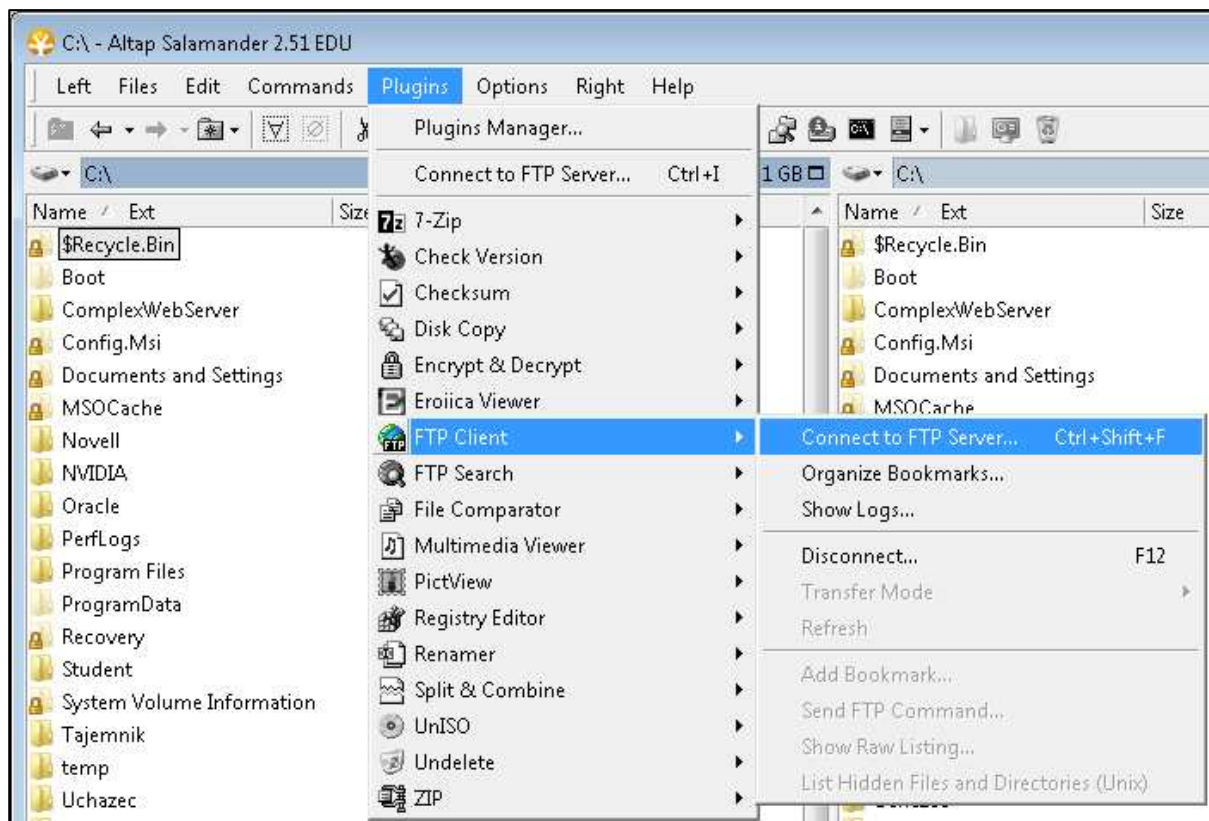 C:\ - Altap Salamander 2.51 EDU
Left Files Edit Commands Plugins Options Right Help
C:\
Name Ext Size
$Recycle.Bin
Boot
ComplexWebServer
Config.Msi
Documents and Settings
MSOCache
Novell
NVIDIA
Oracle
PerfLogs
Program Files
ProgramData
Recovery
Student
System Volume Information
Tajemnik
temp
Uchazec
Plugins Manager...
Connect to FTP Server... Ctrl+I
7-Zip
Check Version
Checksum
Disk Copy
Encrypt & Decrypt
Eroiica Viewer
FTP Client
FTP Search
File Comparator
Multimedia Viewer
PictView
Registry Editor
Renamer
Split & Combine
UnISO
Undelete
ZIP
1 GB
C:\
Name Ext Size
$Recycle.Bin
Boot
ComplexWebServer
Config.Msi
Documents and Settings
MSOCache
Connect to FTP Server... Ctrl+Shift+F
Organize Bookmarks...
Show Logs...
Disconnect... F12
Transfer Mode
Refresh
Add Bookmark...
Send FTP Command...
Show Raw Listing...
List Hidden Files and Directories (Unix)